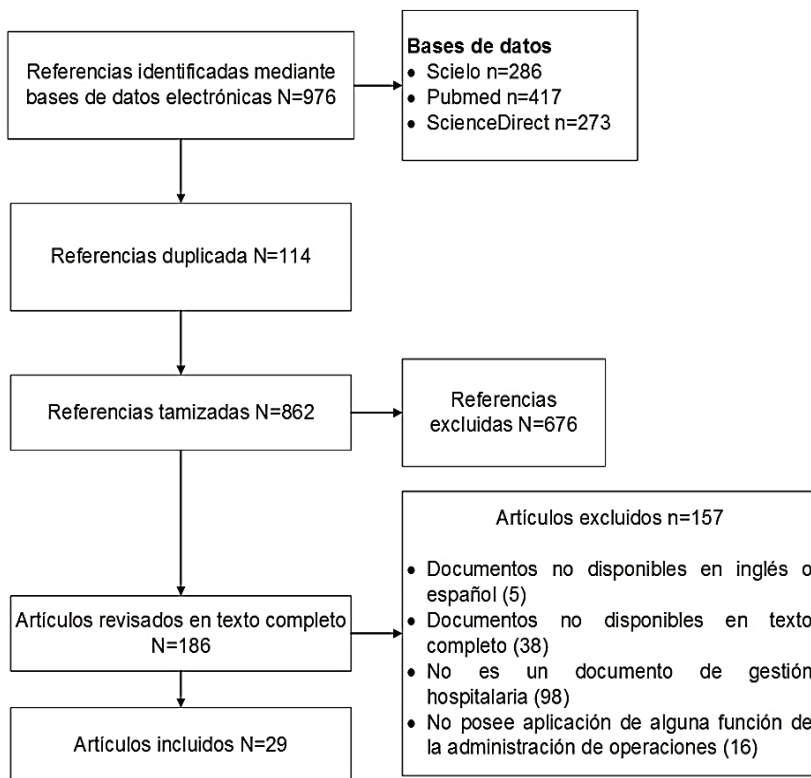 Referencias identificadas mediante
bases de datos electrónicas N=976
Bases de datos
• Scielo n=286
• Pubmed n=417
• ScienceDirect n=273
Referencias duplicada N=114
Referencias tamizadas N=862
Referencias
excluidas N=676
Artículos revisados en texto completo
N=186
Artículos excluidos n=157
• Documentos no disponibles en inglés o
español (5)
• Documentos no disponibles en texto
completo (38)
• No es un documento de gestión
hospitalaria (98)
• No posee aplicación de alguna función de
la administración de operaciones (16)
Artículos incluidos N=29